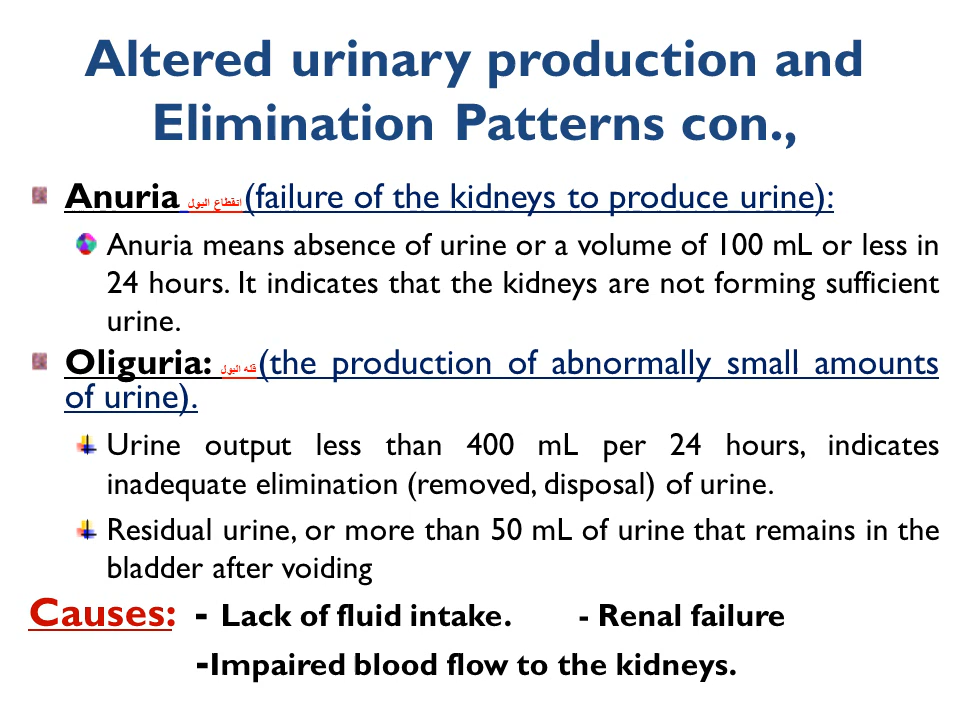 Altered urinary production and
Elimination Patterns con.,
Anuria انقطاع البول (failure of the kidneys to produce urine):
Anuria means absence of urine or a volume of 100 mL or less in
24 hours. It indicates that the kidneys are not forming sufficient
urine.
Oliguria: قله البول (the production of abnormally small amounts
of urine).
Urine output less than 400 mL per 24 hours, indicates
inadequate elimination (removed, disposal) of urine.
Residual urine, or more than 50 mL of urine that remains in the
bladder after voiding
Causes: - Lack of fluid intake. - Renal failure
-Impaired blood flow to the kidneys.